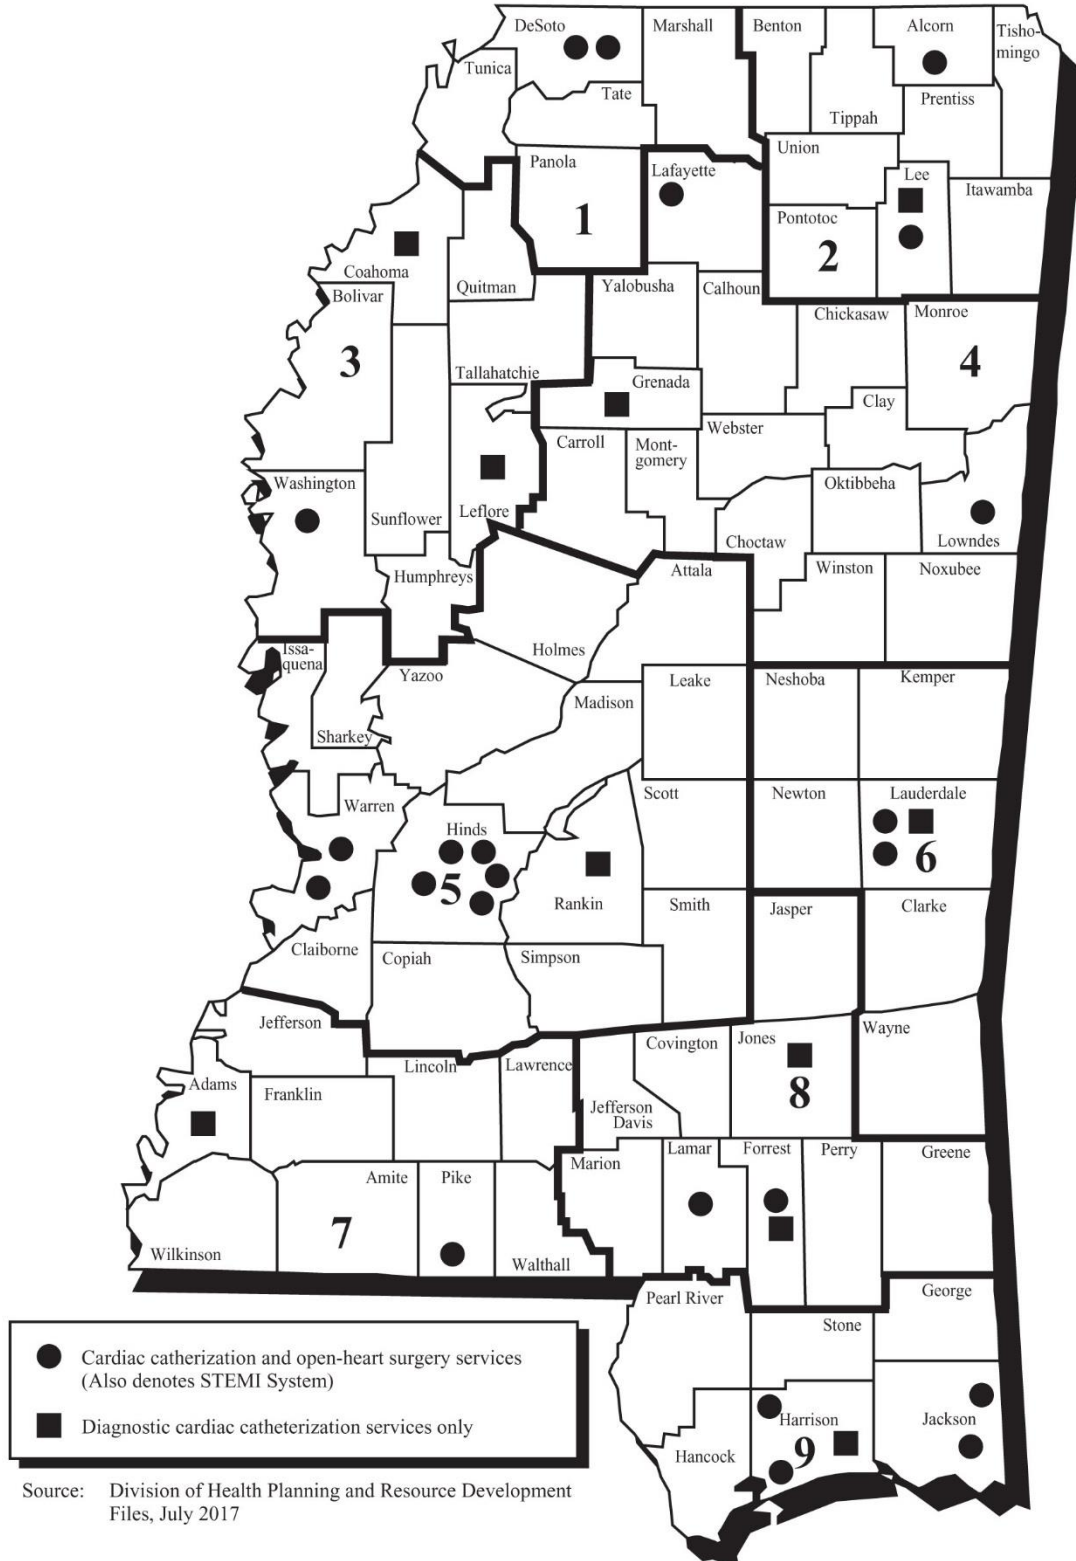 DeSoto
Marshall
Benton
Alcorn
Tisho-
mingo
Tunica
Tate
Prentiss
Tippah
Panola
Union
Lafayette
Lee
Itawamba
1
Pontotoc
2
Coahoma
Quitman
Yalobusha
Calhoun
Bolivar
Chickasaw
Monroe
3
4
Tallahatchie
Grenada
Clay
Webster
Carroll
Mont-
gomery
Washington
Oktibbeha
Leflore
Sunflower
Lowndes
Choctaw
Attala
Winston
Noxubee
Humphreys
Holmes
Issa-
quena
Yazoo
Leake
Neshoba
Kemper
Madison
Sharkey
Scott
Newton
Lauderdale
Warren
Hinds
6
5
Rankin
Smith
Jasper
Clarke
Claiborne
Copiah
Simpson
Jefferson
Wayne
Covington
Jones
Lincoln
Lawrence
Adams
Franklin
8
Jefferson
Davis
Marion
Lamar
Forrest
Perry
Greene
Amite
Pike
7
Wilkinson
Walthall
Pearl River
George
Stone
Cardiac catherization and open-heart surgery services
(Also denotes STEMI System)
Diagnostic cardiac catheterization services only
Harrison
Jackson
Hancock
9
Source: Division of Health Planning and Resource Development
Files, July 2017